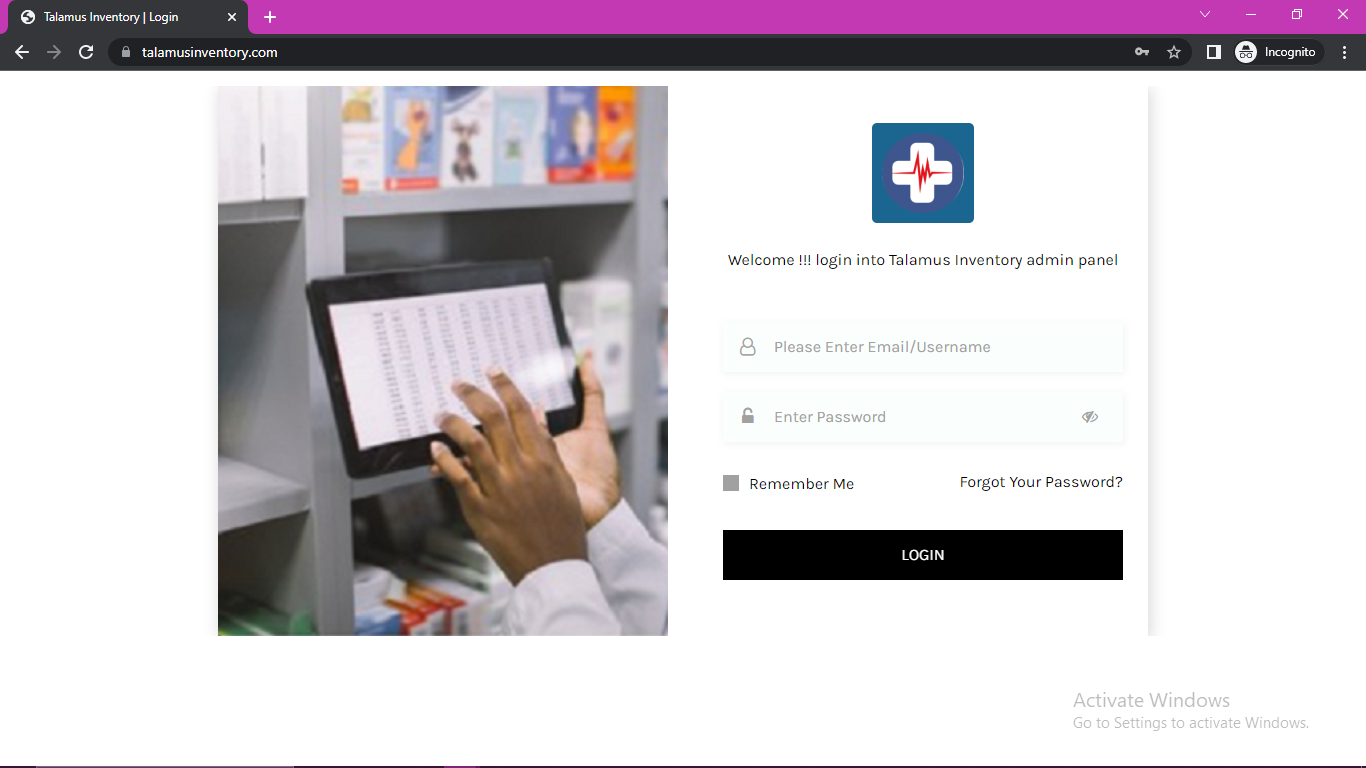 Talamus Inventory | Login
talamusinventory.com
Incognito
Welcome !!! login into Talamus Inventory admin panel
Please Enter Email/Username
Enter Password
Remember Me
Forgot Your Password?
LOGIN
Activate Windows
Go to Settings to activate Windows.